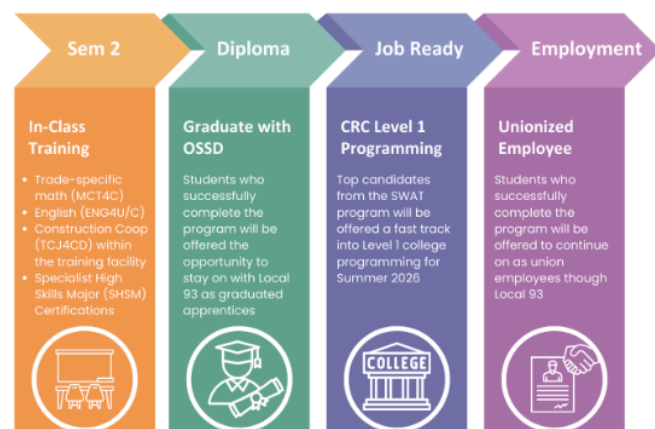 Sem 2
Diploma
Job Ready
Employment
In-Class
Training
• Trade-specific
math (MCT4C)
• English (ENG4U/C)
• Construction Coop
(TCJ4CD) within
the training facility
• Specialist High
Skills Major (SHSM)
Certifications
Graduate with
OSSD
Students who
successfully
complete the
program will be
offered the
opportunity to
stay on with Local
93 as graduated
apprentices
CRC Level 1
Programming
Top candidates
from the SWAT
program will be
offered a fast track
into Level 1 college
programming for
Summer 2026
Unionized
Employee
Students who
successfully
complete the
program will be
offered to continue
on as union
employees though
Local 93
COLLEGE